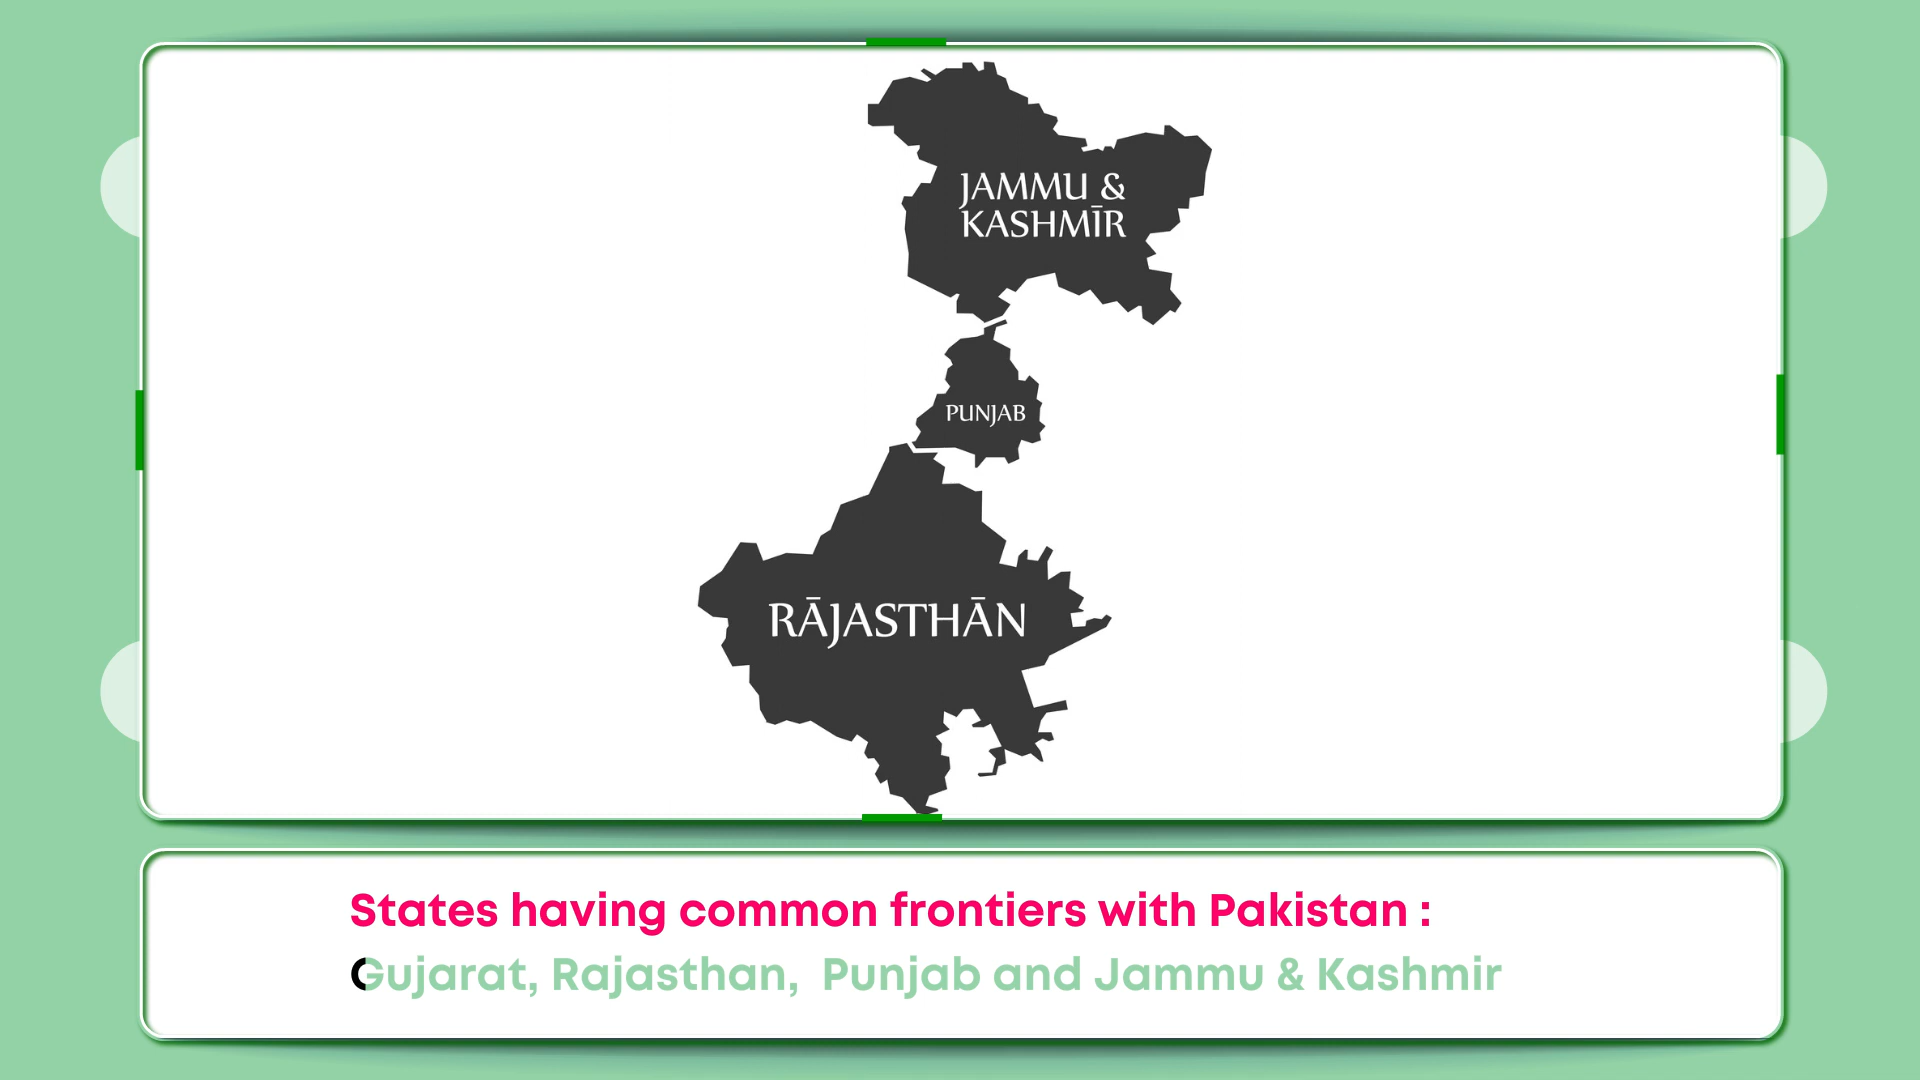 JAMMU &
KASHMĪR
PUNJAB
RĀJASTHĀN
States having common frontiers with Pakistan :
Gujarat, Rajasthan, Punjab and Jammu & Kashmir